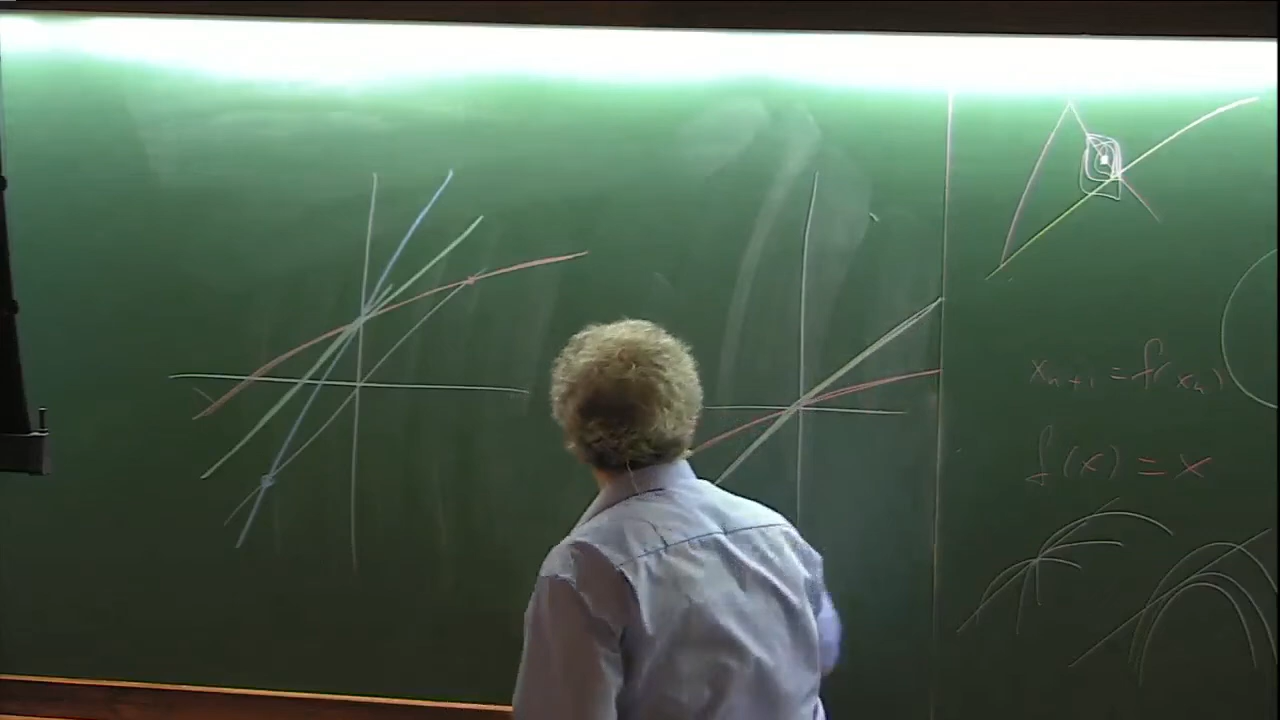 xₙ₊₁ = f(xₙ)
f(x) = x